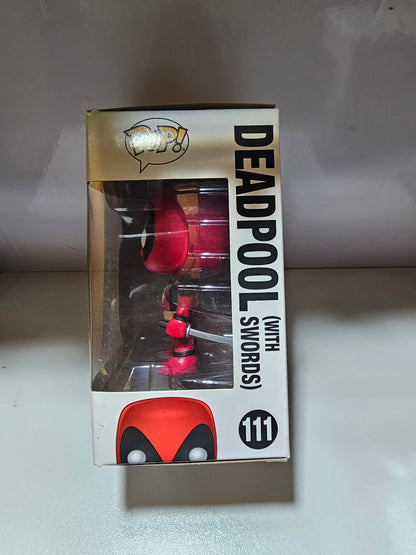 POP!
DEADPOOL
(WITH
SWORDS)
111